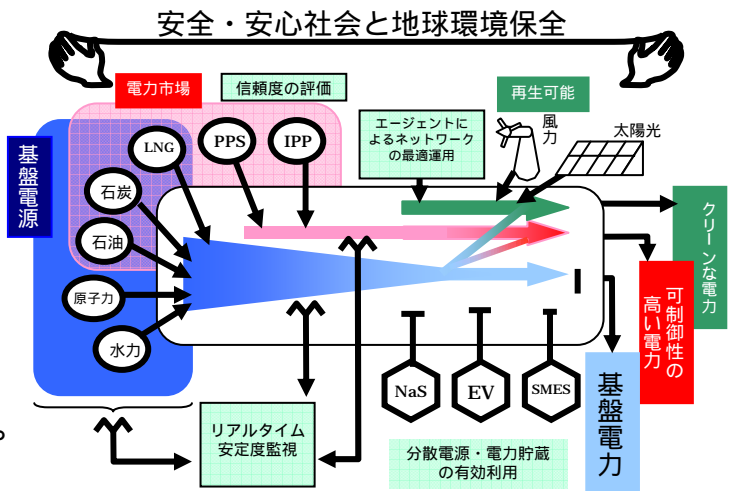 安全・安心社会と地球環境保全
電力市場
信頼度の評価
再生可能
エージェントに
よるネットワーク
の最適運用
風力
太陽光
基盤電源
LNG
PPS
IPP
石炭
石油
原子力
水力
クリーンな電力
可制御性の
高い電力
基盤電力
NaS
EV
SMES
リアルタイム
安定度監視
分散電源・電力貯蔵
の有効利用
。